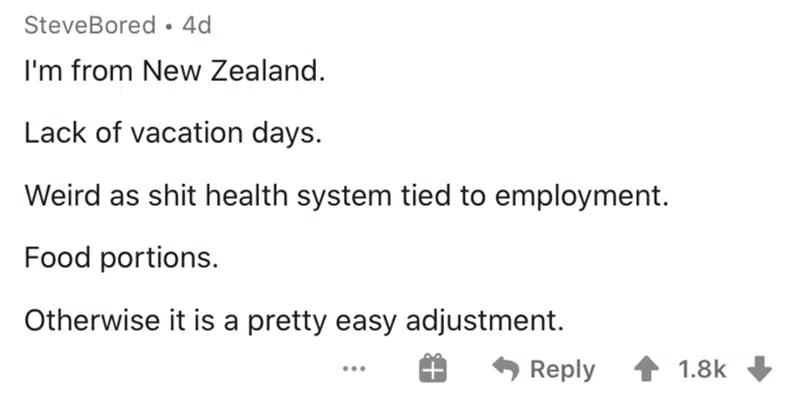 SteveBored • 4d
I'm from New Zealand.
Lack of vacation days.
Weird as shit health system tied to employment.
Food portions.
Otherwise it is a pretty easy adjustment.
Reply 1.8k